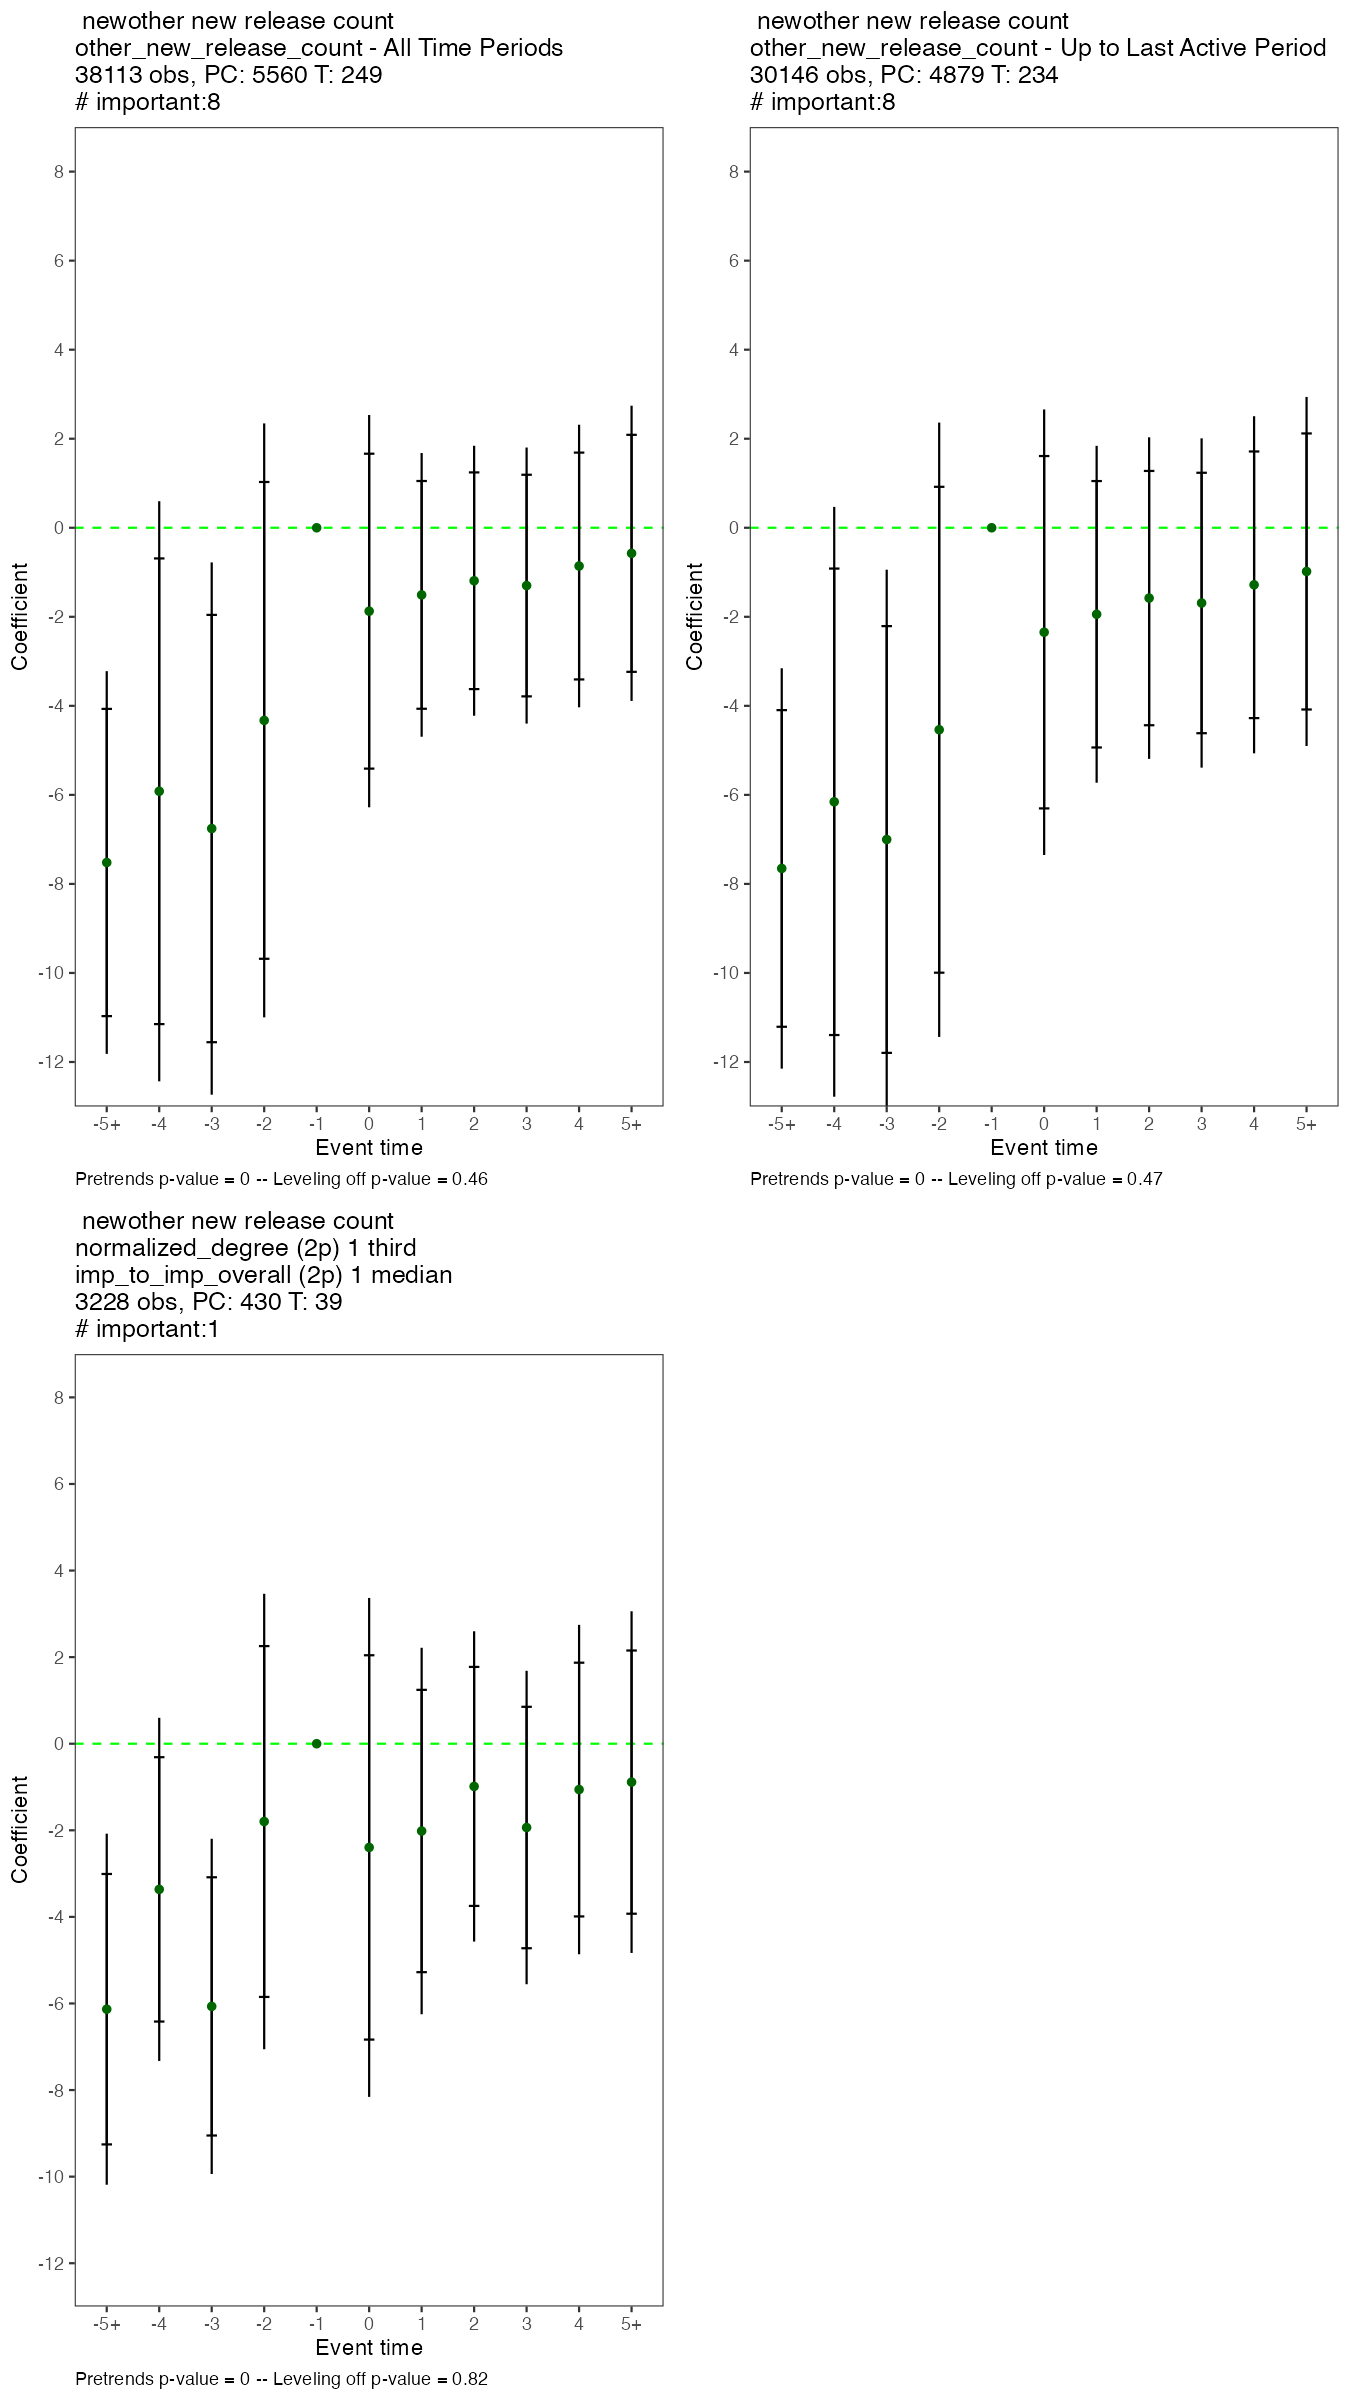 newother new release count
other_new_release_count - All Time Periods
38113 obs, PC: 5560 T: 249
# important:8
8
6
4
2
0
-2
-4
-6
-8
-10
-12
Coefficient
-5+ -4 -3 -2 -1 0 1 2 3 4 5+
Event time
Pretrends p-value = 0 -- Leveling off p-value = 0.46
newother new release count
other_new_release_count - Up to Last Active Period
30146 obs, PC: 4879 T: 234
# important:8
8
6
4
2
0
-2
-4
-6
-8
-10
-12
Coefficient
-5+ -4 -3 -2 -1 0 1 2 3 4 5+
Event time
Pretrends p-value = 0 -- Leveling off p-value = 0.47
newother new release count
normalized_degree (2p) 1 third
imp_to_imp_overall (2p) 1 median
3228 obs, PC: 430 T: 39
# important:1
8
6
4
2
0
-2
-4
-6
-8
-10
-12
Coefficient
-5+ -4 -3 -2 -1 0 1 2 3 4 5+
Event time
Pretrends p-value = 0 -- Leveling off p-value = 0.82